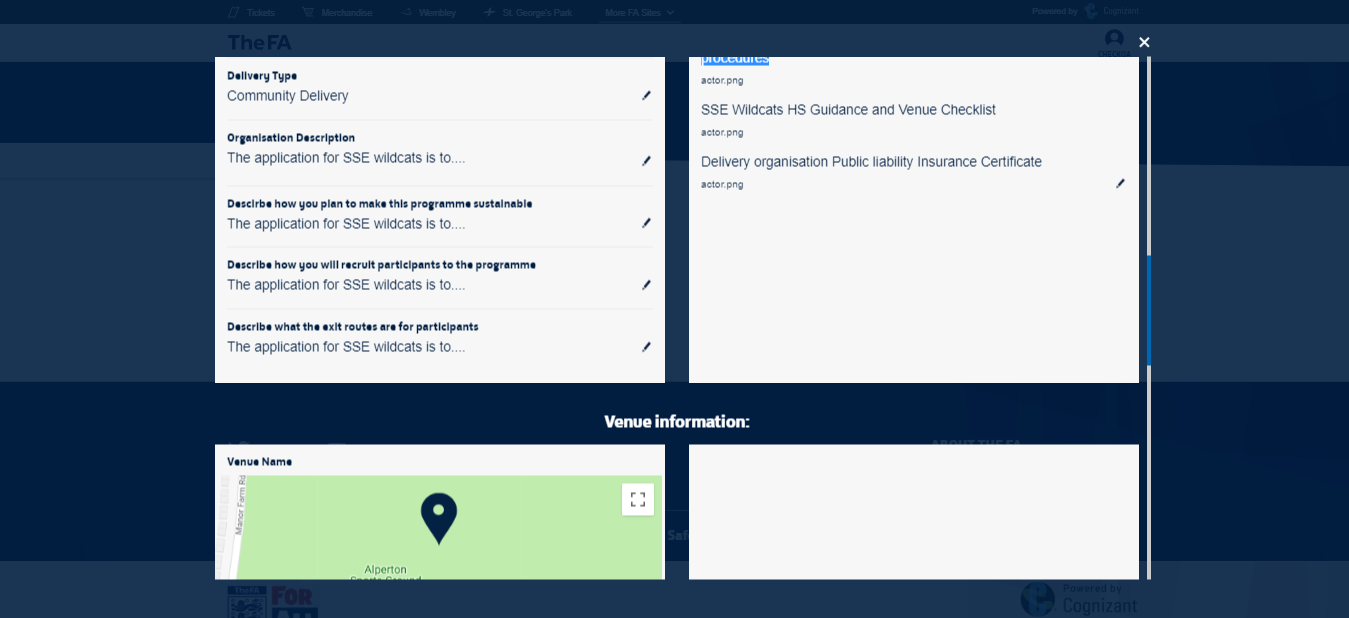 Tickets Merchandise Wembley St. George's Park More FA Sites
Powered by Cognizant
TheFA
Delivery Type
Community Delivery
Organisation Description
The application for SSE wildcats is to....
Descirbe how you plan to make this programme sustainable
The application for SSE wildcats is to....
Describe how you will recruit participants to the programme
The application for SSE wildcats is to....
Describe what the exit routes are for participants
The application for SSE wildcats is to....
procedures
actor.png
SSE Wildcats HS Guidance and Venue Checklist
actor.png
Delivery organisation Public liability Insurance Certificate
actor.png
ABOUT THE FA
Venue information:
Venue Name
Manor Farm Rd
Alperton
Sports Ground
TheFA
FOR
ALL
Powered by
Cognizant